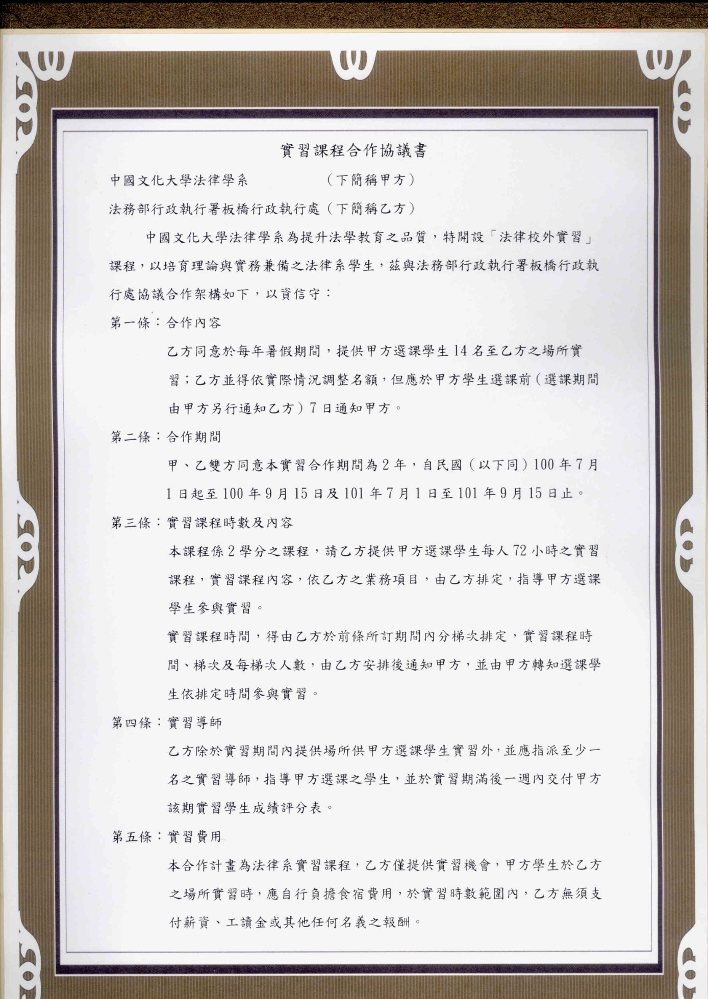 實習課程合作協議書
中國文化大學法律學系　　　　　（下簡稱甲方）
法務部行政執行署板橋行政執行處（下簡稱乙方）
中國文化大學法律學系為提升法學教育之品質，特開設「法律校外實習」
課程，以培育理論與實務兼備之法律系學生，茲與法務部行政執行署板橋行政執
行處協議合作架構如下，以資信守：
第一條：合作內容
乙方同意於每年暑假期間，提供甲方選課學生14名至乙方之場所實
習；乙方並得依實際情況調整名額，但應於甲方學生選課前（選課期間
由甲方另行通知乙方）7日通知甲方。
第二條：合作期間
甲、乙雙方同意本實習合作期間為2年，自民國（以下同）100年7月
1日起至100年9月15日及101年7月1日至101年9月15日止。
第三條：實習課程時數及內容
本課程係2學分之課程，請乙方提供甲方選課學生每人72小時之實習
課程，實習課程內容，依乙方之業務項目，由乙方排定，指導甲方選課
學生參與實習。
實習課程時間，得由乙方於前條所訂期間內分梯次排定，實習課程時
間、梯次及每梯次人數，由乙方安排後通知甲方，並由甲方轉知選課學
生依排定時間參與實習。
第四條：實習導師
乙方除於實習期間內提供場所供甲方選課學生實習外，並應指派至少一
名之實習導師，指導甲方選課之學生，並於實習期滿後一週內交付甲方
該期實習學生成績評分表。
第五條：實習費用
本合作計畫為法律系實習課程，乙方僅提供實習機會，甲方學生於乙方
之場所實習時，應自行負擔食宿費用，於實習時數範圍內，乙方無須支
付薪資、工讀金或其他任何名義之報酬。